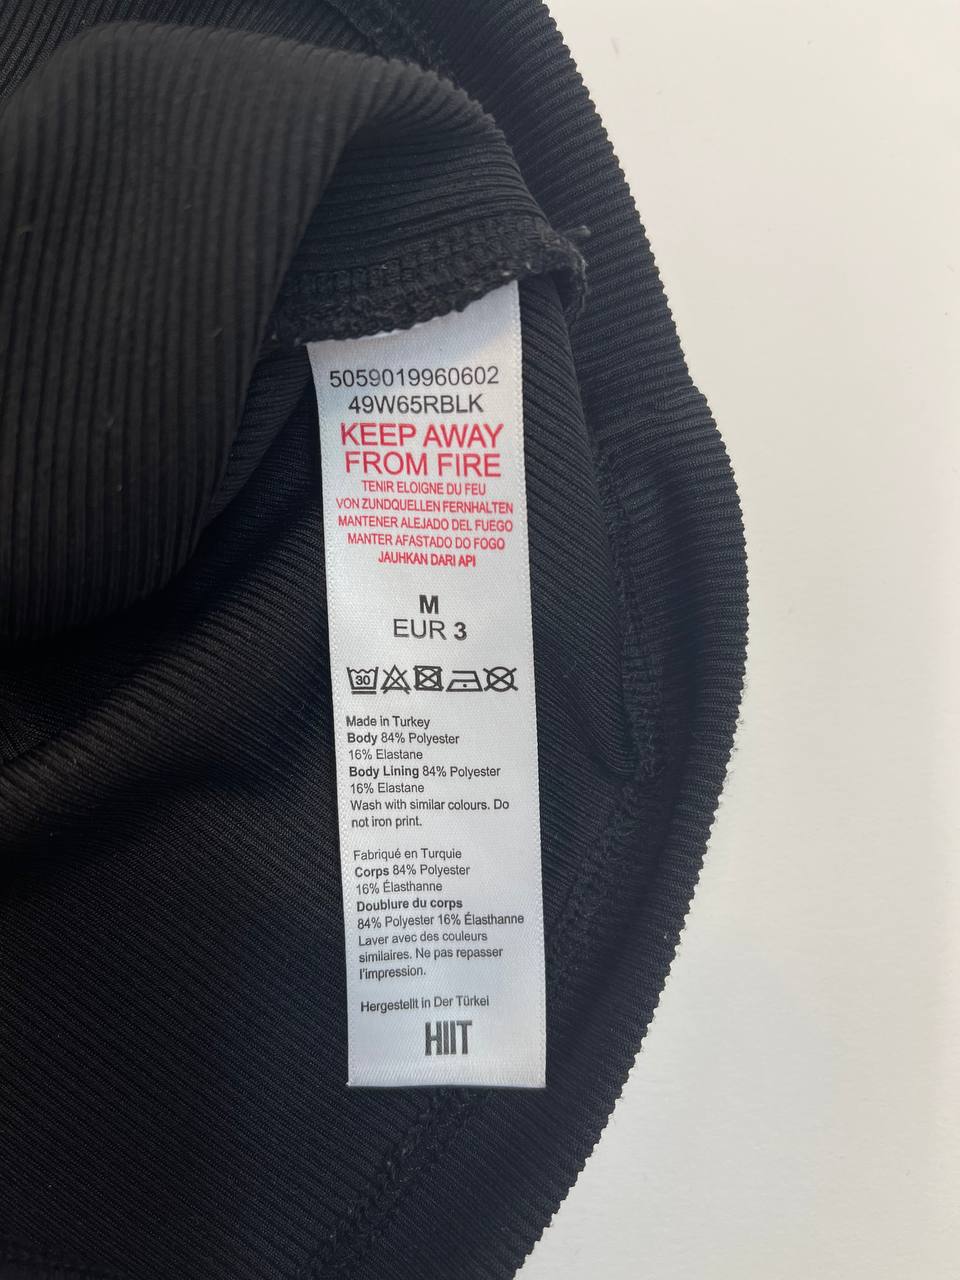 5059019960602
49W65RBLK
KEEP AWAY
FROM FIRE
TENIR ELOIGNE DU FEU
VON ZUNDQUELLEN FERNHALTEN
MANTENER ALEJADO DEL FUEGO
MANTER AFASTADO DO FOGO
JAUHKAN DARI API
M
EUR 3
30
Made in Turkey
Body 84% Polyester
16% Elastane
Body Lining 84% Polyester
16% Elastane
Wash with similar colours. Do
not iron print.
Fabriqué en Turquie
Corps 84% Polyester
16% Élasthanne
Doublure du corps
84% Polyester 16% Élasthanne
Laver avec des couleurs
similaires. Ne pas repasser
l'impression.
Hergestellt in Der Türkei
HIIT